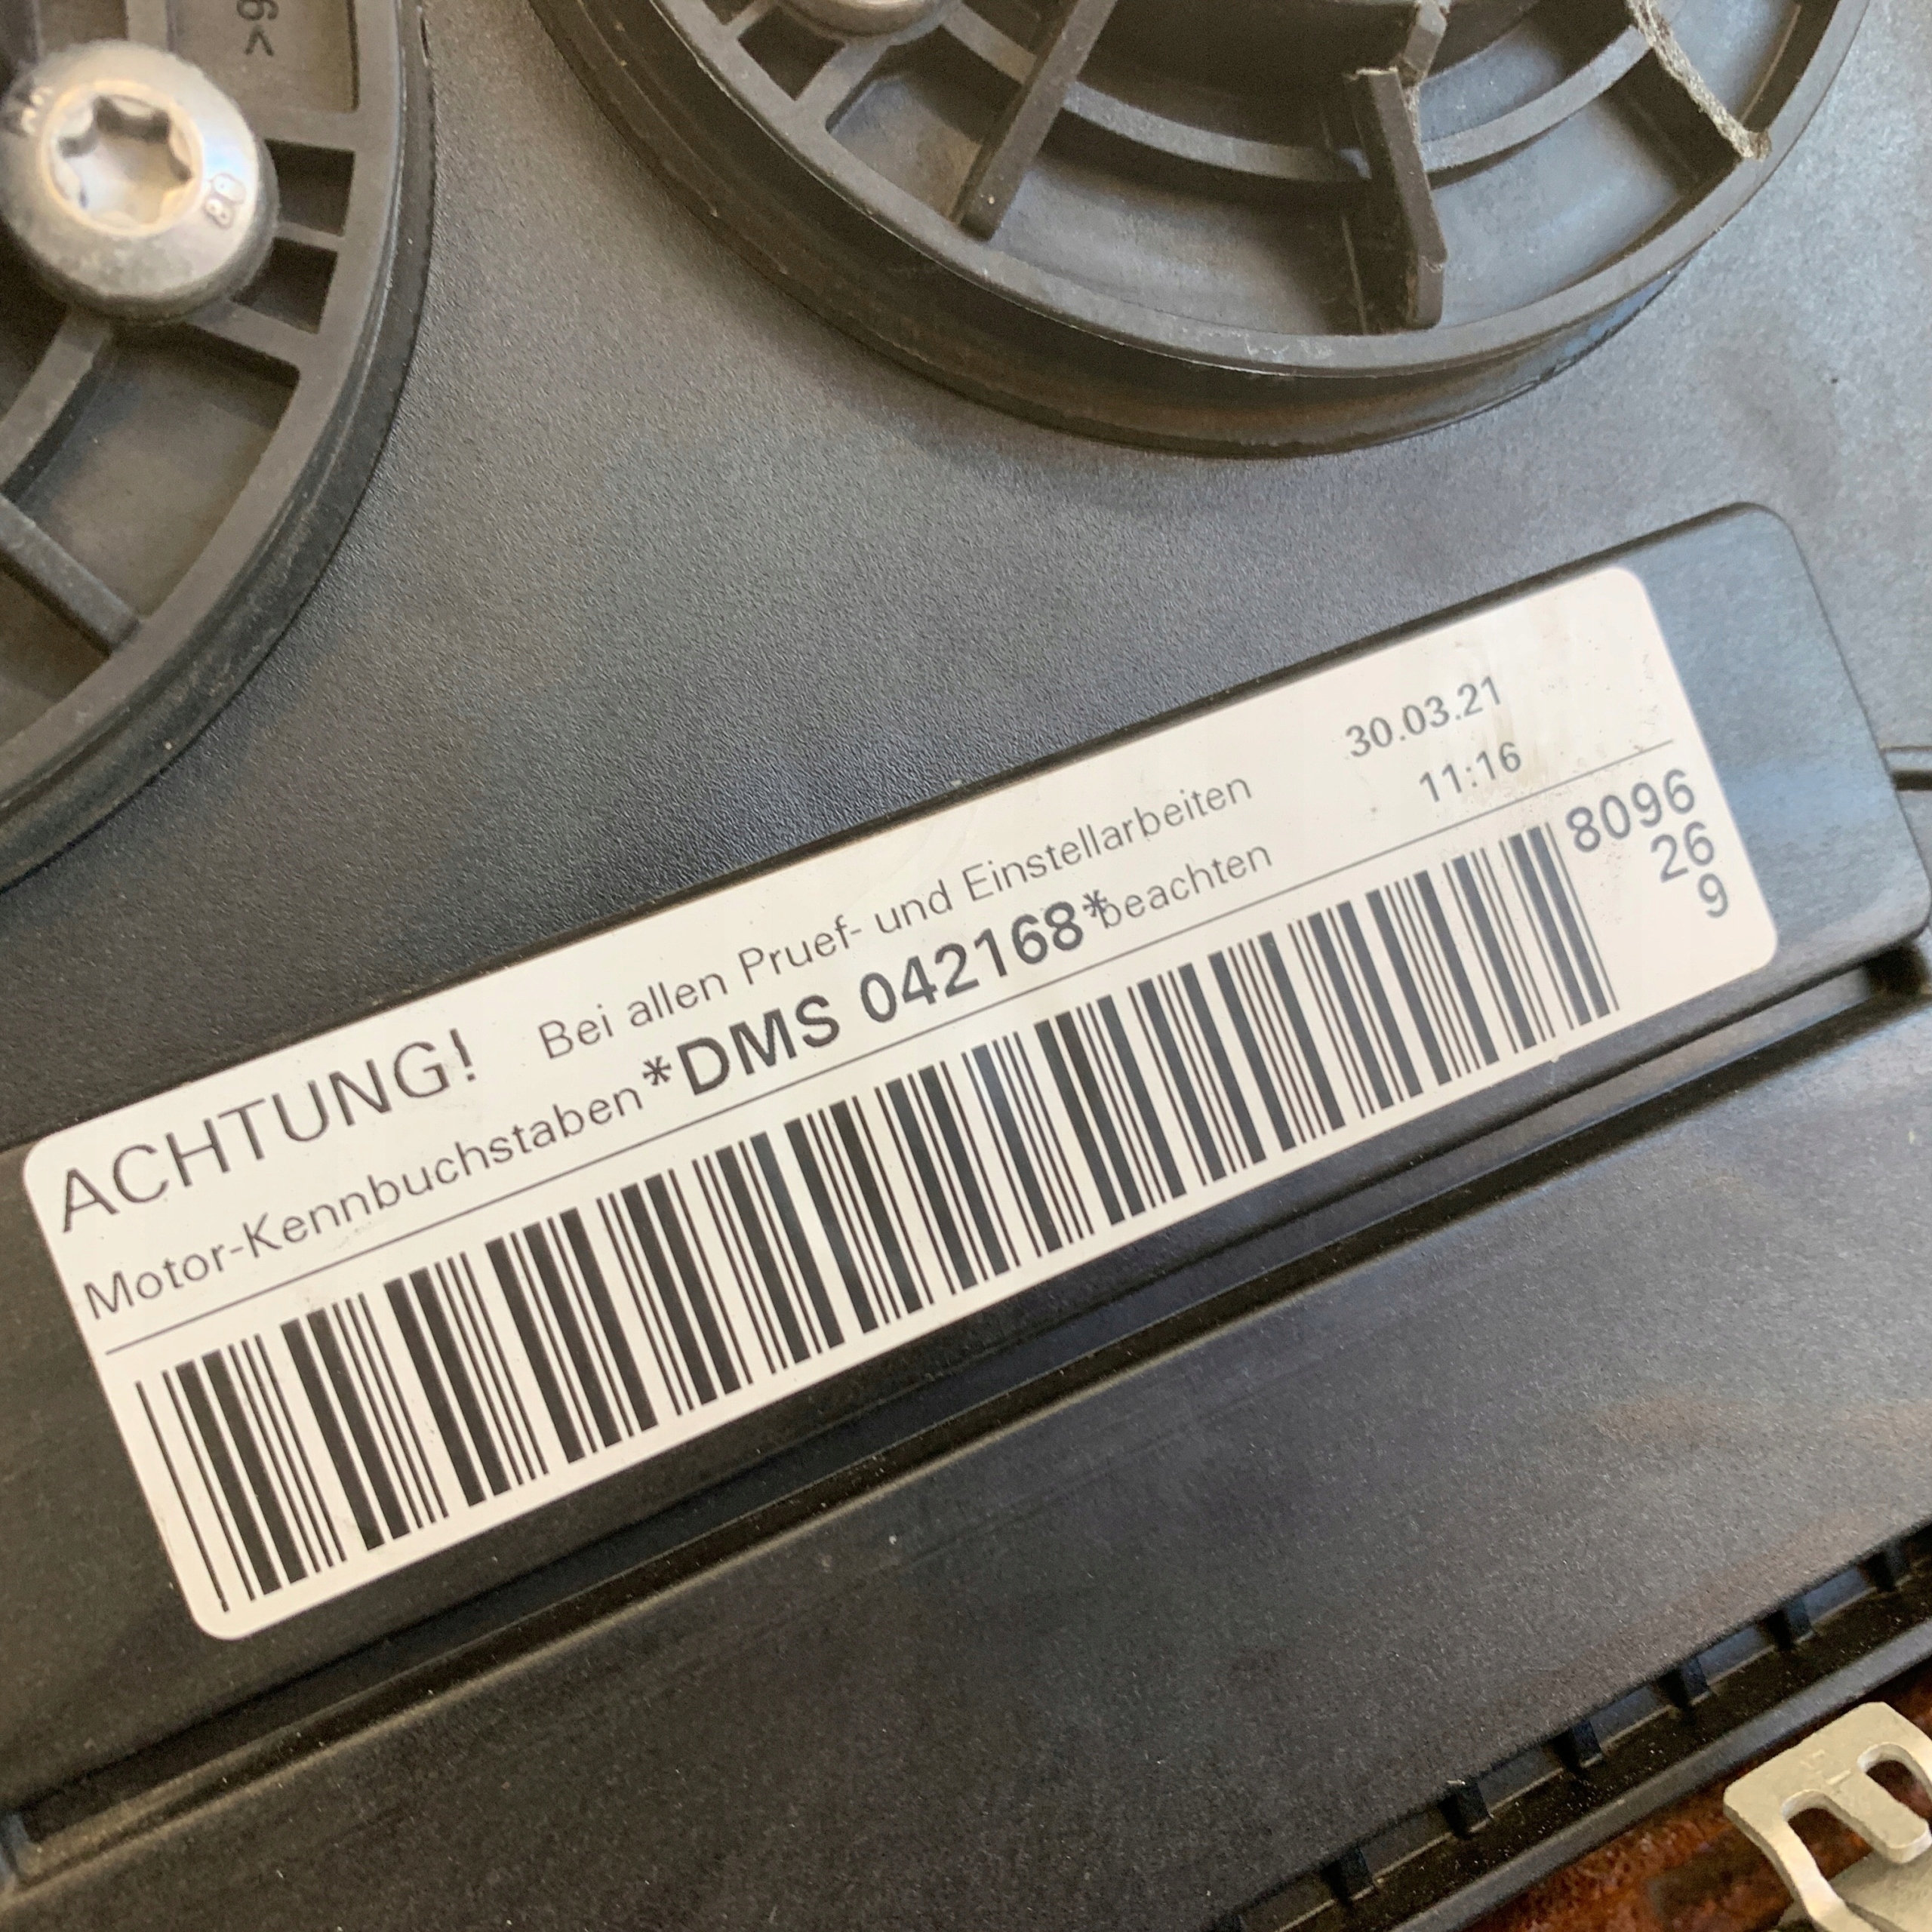 ACHTUNG! Bei allen Pruef- und Einstellarbeiten 30.03.21
Motor-Kennbuchstaben *DMS 042168* beachten 11:16
8096
26
9
08